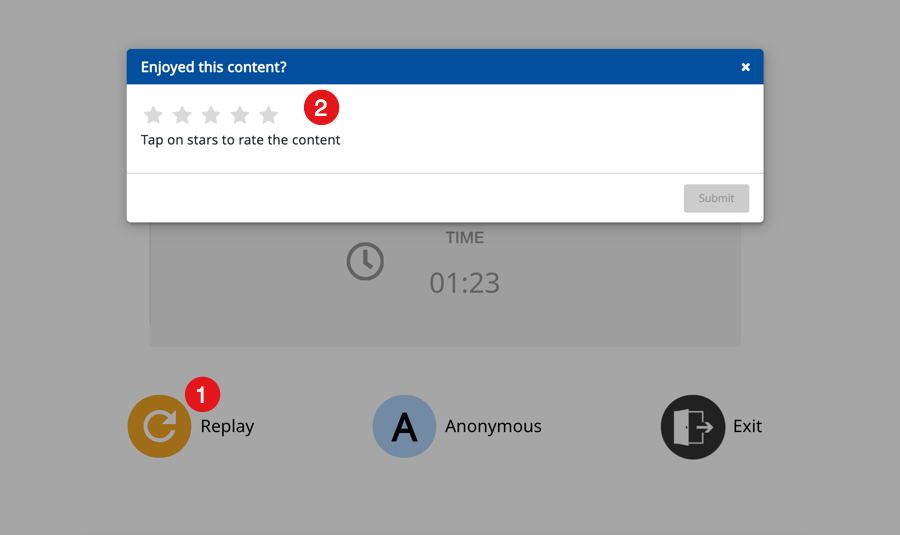 Enjoyed this content?
2
Tap on stars to rate the content
Submit
TIME
01:23
1
Replay
A Anonymous
Exit